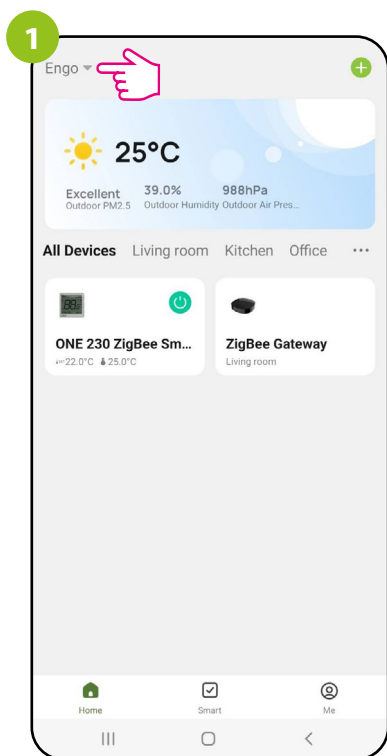 1
Engo
25°C
Excellent 39.0% 988hPa
Outdoor PM2.5 Outdoor Humidity Outdoor Air Pres...
All Devices Living room Kitchen Office ...
ONE 230 ZigBee Sm... ZigBee Gateway
22.0°C 25.0°C Living room
Home Smart Me